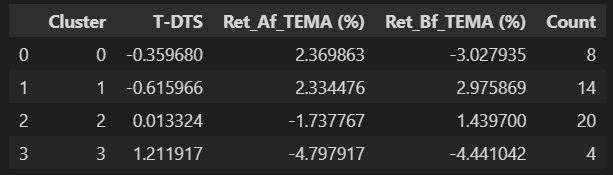 Cluster T-DTS Ret_Af_TEMA (%) Ret_Bf_TEMA (%) Count
0 0 -0.359680 2.369863 -3.027935 8
1 1 -0.615966 2.334476 2.975869 14
2 2 0.013324 -1.737767 1.439700 20
3 3 1.211917 -4.797917 -4.441042 4